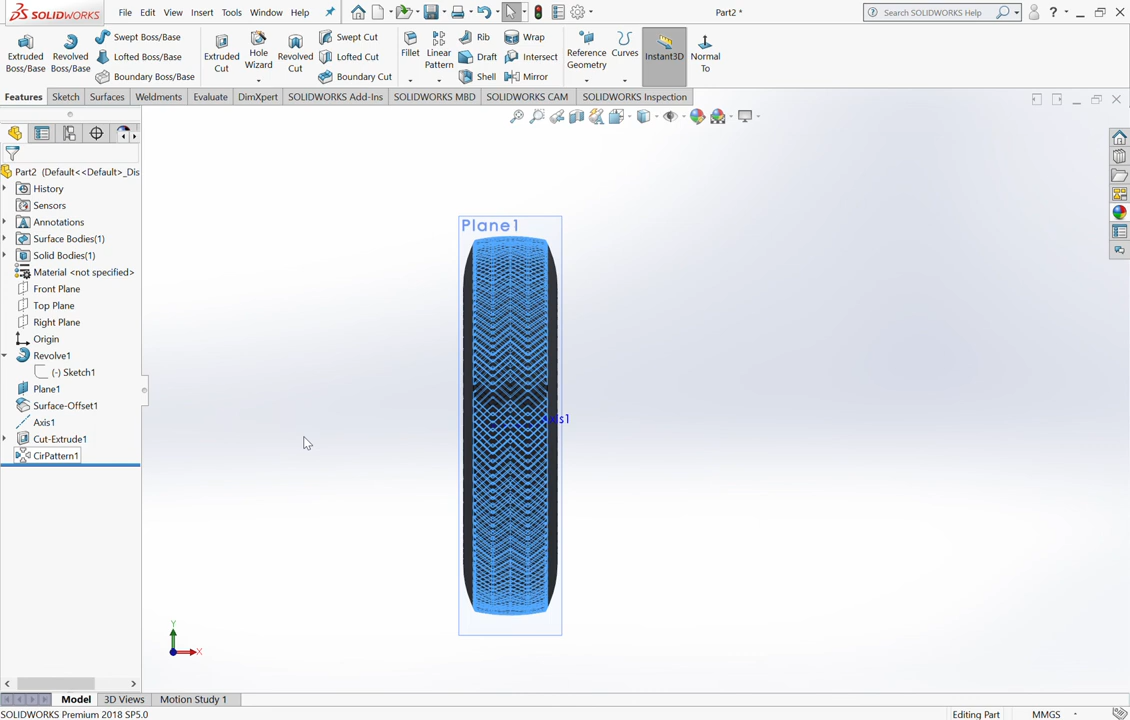 SOLIDWORKS File Edit View Insert Tools Window Help Part2 * Search SOLIDWORKS Help ?
Extruded Boss/Base
Revolved Boss/Base
Swept Boss/Base
Lofted Boss/Base
Boundary Boss/Base
Extruded Cut
Hole Wizard
Revolved Cut
Swept Cut
Lofted Cut
Boundary Cut
Fillet
Linear Pattern
Rib
Draft
Shell
Wrap
Intersect
Mirror
Reference Geometry
Curves
Instant3D
Normal To
Features Sketch Surfaces Weldments Evaluate DimXpert SOLIDWORKS Add-Ins SOLIDWORKS MBD SOLIDWORKS CAM SOLIDWORKS Inspection
Part2 (Default<<Default>_Dis
History
Sensors
Annotations
Surface Bodies(1)
Solid Bodies(1)
Material <not specified>
Front Plane
Top Plane
Right Plane
Origin
Revolve1
(-) Sketch1
Plane1
Surface-Offset1
Axis1
Cut-Extrude1
CirPattern1
Plane1
Y
X
Model 3D Views Motion Study 1
SOLIDWORKS Premium 2018 SP5.0 Editing Part MMGS